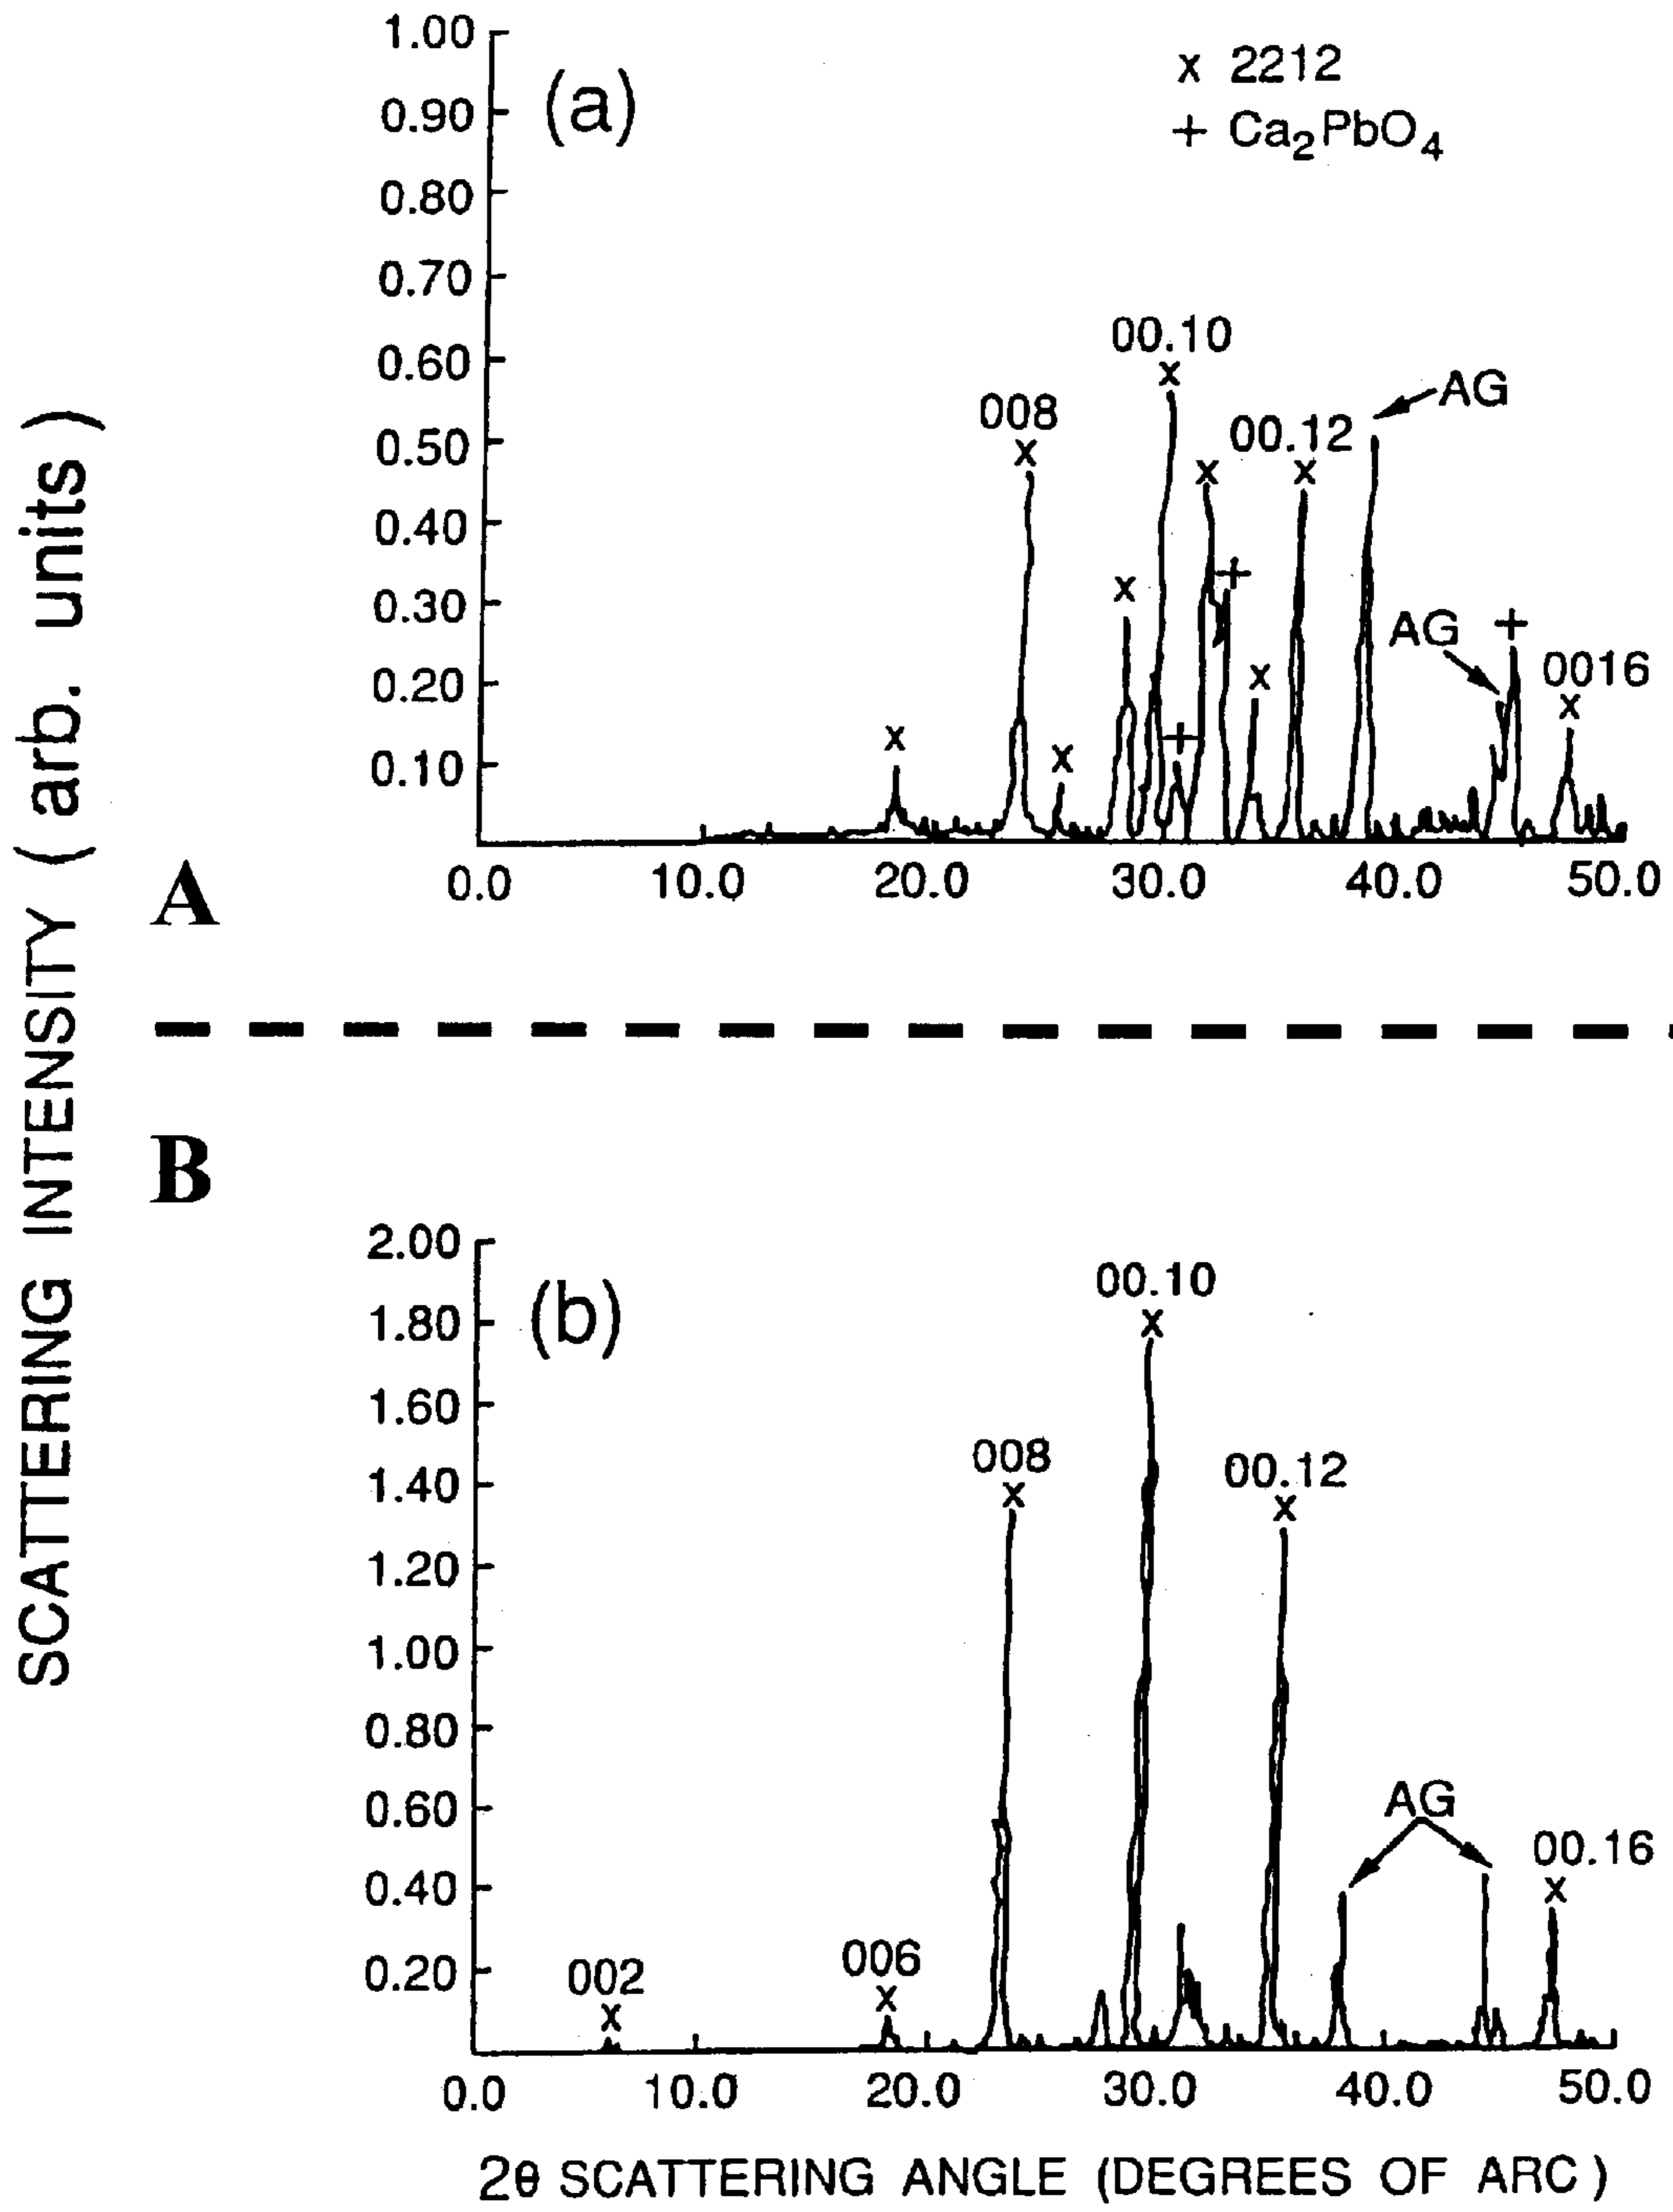 SCATTERING INTENSITY ( arb. units )
A
(a)
x 2212
+ Ca₂PbO₄
1.00
0.90
0.80
0.70
0.60
0.50
0.40
0.30
0.20
0.10
00.10
x
008
x
00.12
x
x
AG
x
+
AG
+
0016
x
x
x
x
x
+
0.0 10.0 20.0 30.0 40.0 50.0
B
(b)
2.00
1.80
1.60
1.40
1.20
1.00
0.80
0.60
0.40
0.20
00.10
x
008
x
00.12
x
AG
00.16
x
006
x
002
x
0.0 10.0 20.0 30.0 40.0 50.0
2θ SCATTERING ANGLE (DEGREES OF ARC)